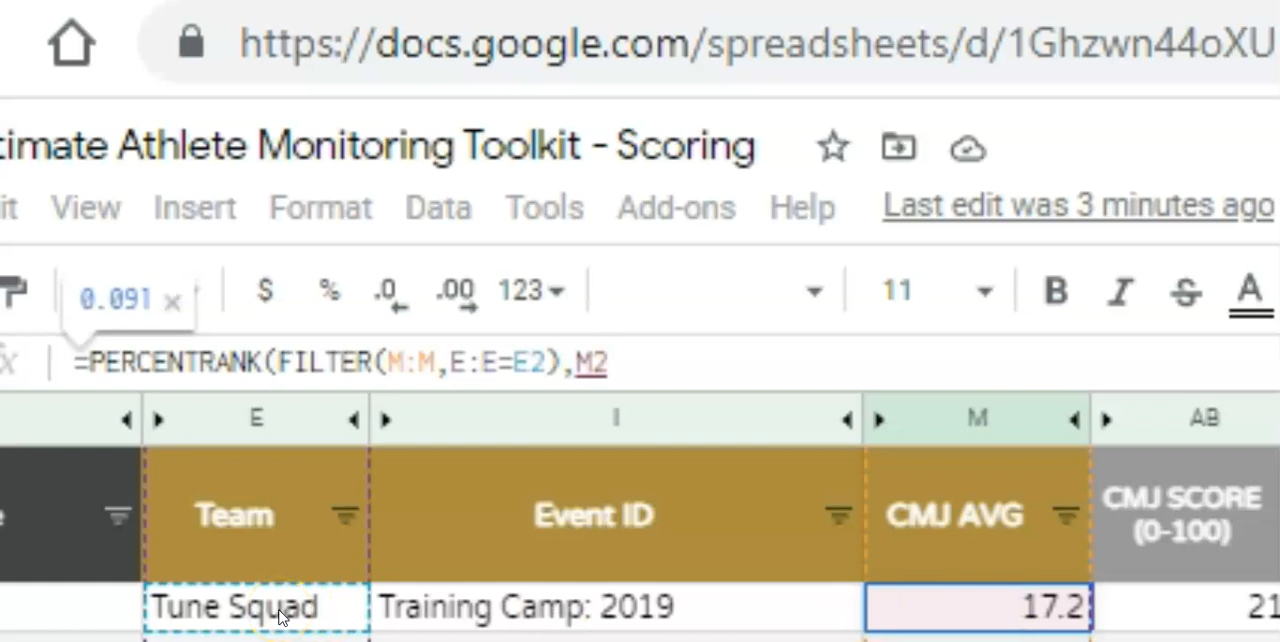 https://docs.google.com/spreadsheets/d/1Ghzwn44oXU
timate Athlete Monitoring Toolkit - Scoring
it View Insert Format Data Tools Add-ons Help Last edit was 3 minutes ago
0.091 × $ % .0 .00 123 11 B I S A
fx =PERCENTRANK(FILTER(M:M,E:E=E2),M2
E I M AB
e Team Event ID CMJ AVG CMJ SCORE
(0-100)
Tune Squad Training Camp: 2019 17.2 21